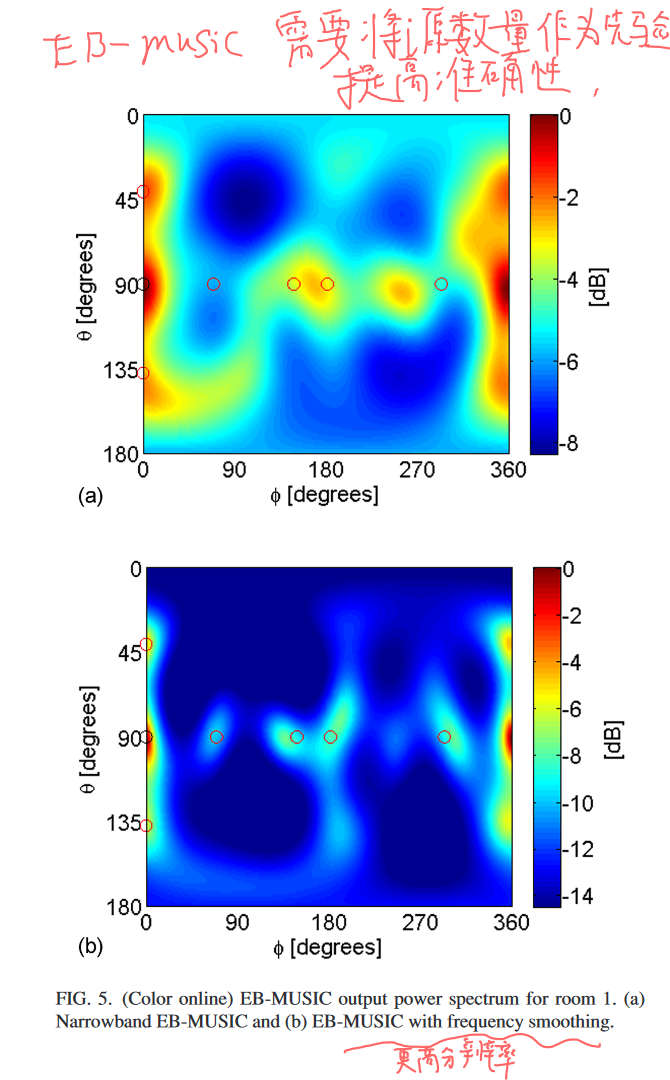 EB-music 需要将源数量作为先验
提高准确性,
0
45
90
135
180
θ [degrees]
0 90 180 270 360
ϕ [degrees]
(a)
0
-2
-4
-6
-8
[dB]
0
45
90
135
180
θ [degrees]
0 90 180 270 360
ϕ [degrees]
(b)
0
-2
-4
-6
-8
-10
-12
-14
[dB]
FIG. 5. (Color online) EB-MUSIC output power spectrum for room 1. (a)
Narrowband EB-MUSIC and (b) EB-MUSIC with frequency smoothing.
更高分辨率